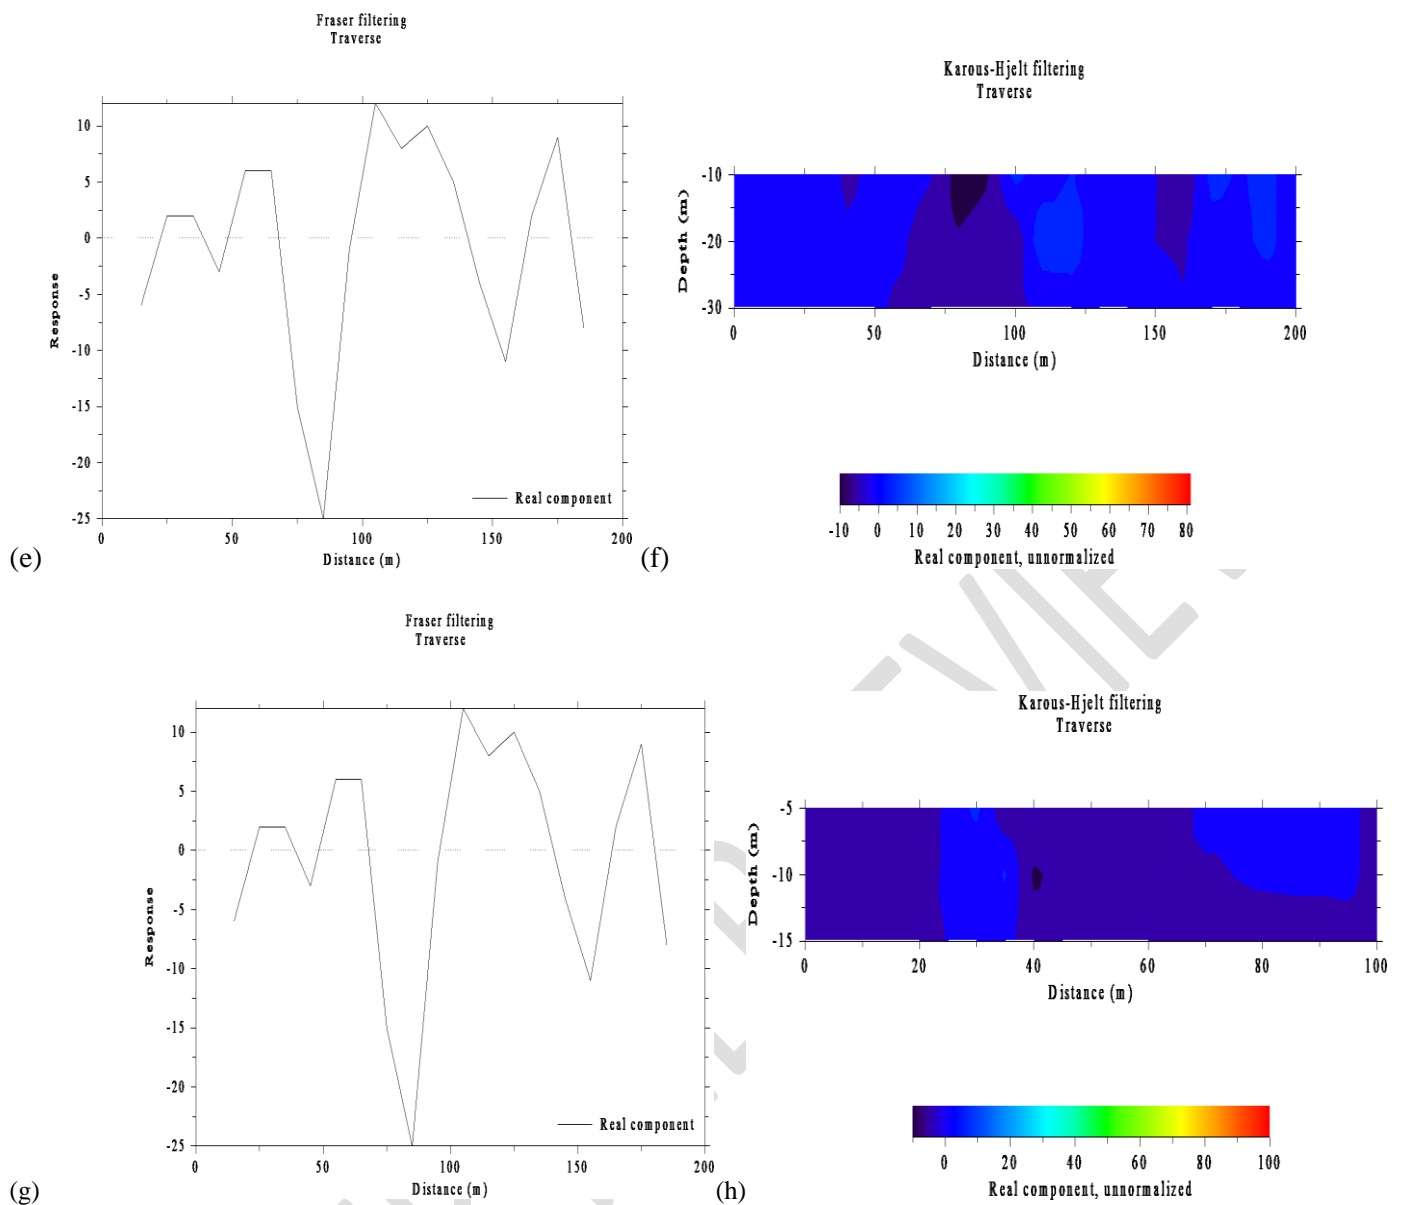 Fraser filtering
Traverse
10
5
0
-5
-10
-15
-20
-25
Response
Real component
0 50 100 150 200
Distance (m)
(e)
Karous-Hjelt filtering
Traverse
-10
-20
-30
Depth (m)
0 50 100 150 200
Distance (m)
-10 0 10 20 30 40 50 60 70 80
Real component, unnormalized
(f)
Fraser filtering
Traverse
10
5
0
-5
-10
-15
-20
-25
Response
Real component
0 50 100 150 200
Distance (m)
(g)
Karous-Hjelt filtering
Traverse
-5
-10
-15
Depth (m)
0 20 40 60 80 100
Distance (m)
0 20 40 60 80 100
Real component, unnormalized
(h)